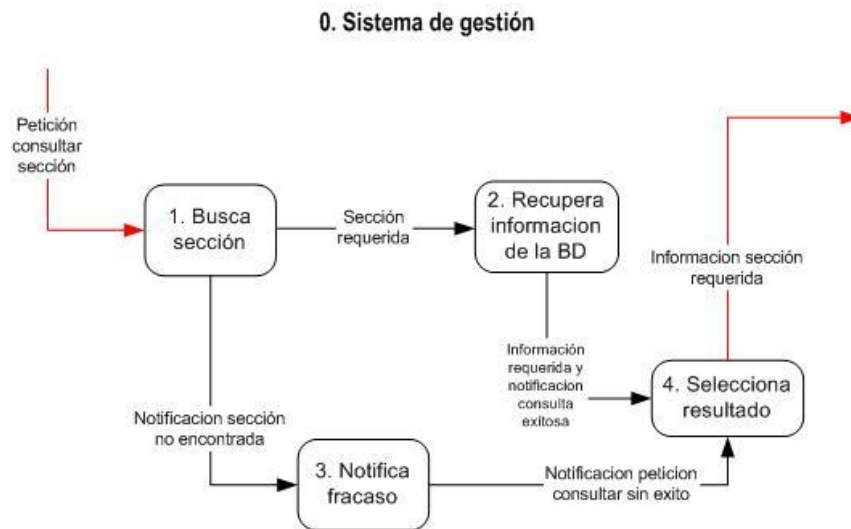 0. Sistema de gestión
Petición
consultar
sección
1. Busca
sección
Sección
requerida
2. Recupera
informacion
de la BD
Informacion sección
requerida
Información
requerida y
notificacion
consulta
exitosa
4. Selecciona
resultado
Notificacion sección
no encontrada
3. Notifica
fracaso
Notificacion peticion
consultar sin exito